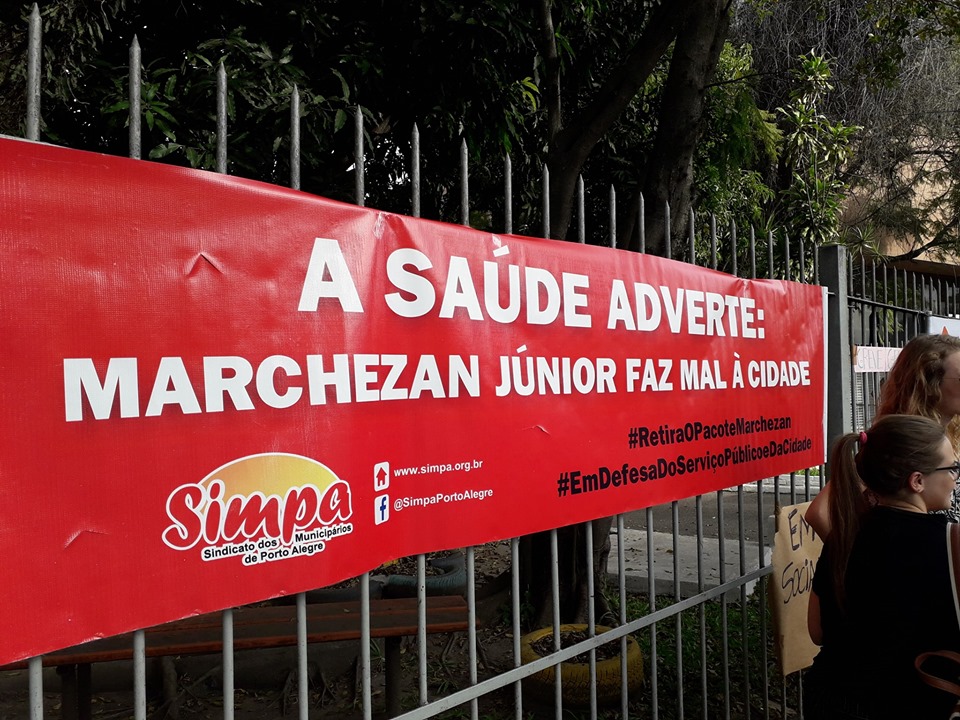 A SAÚDE ADVERTE:
MARCHEZAN JÚNIOR FAZ MAL À CIDADE
#RetiraOPacoteMarchezan
#EmDefesaDoServiçoPúblicoeDaCidade
Simpa
Sindicato dos Municipários
de Porto Alegre
www.simpa.org.br
@SimpaPortoAlegre